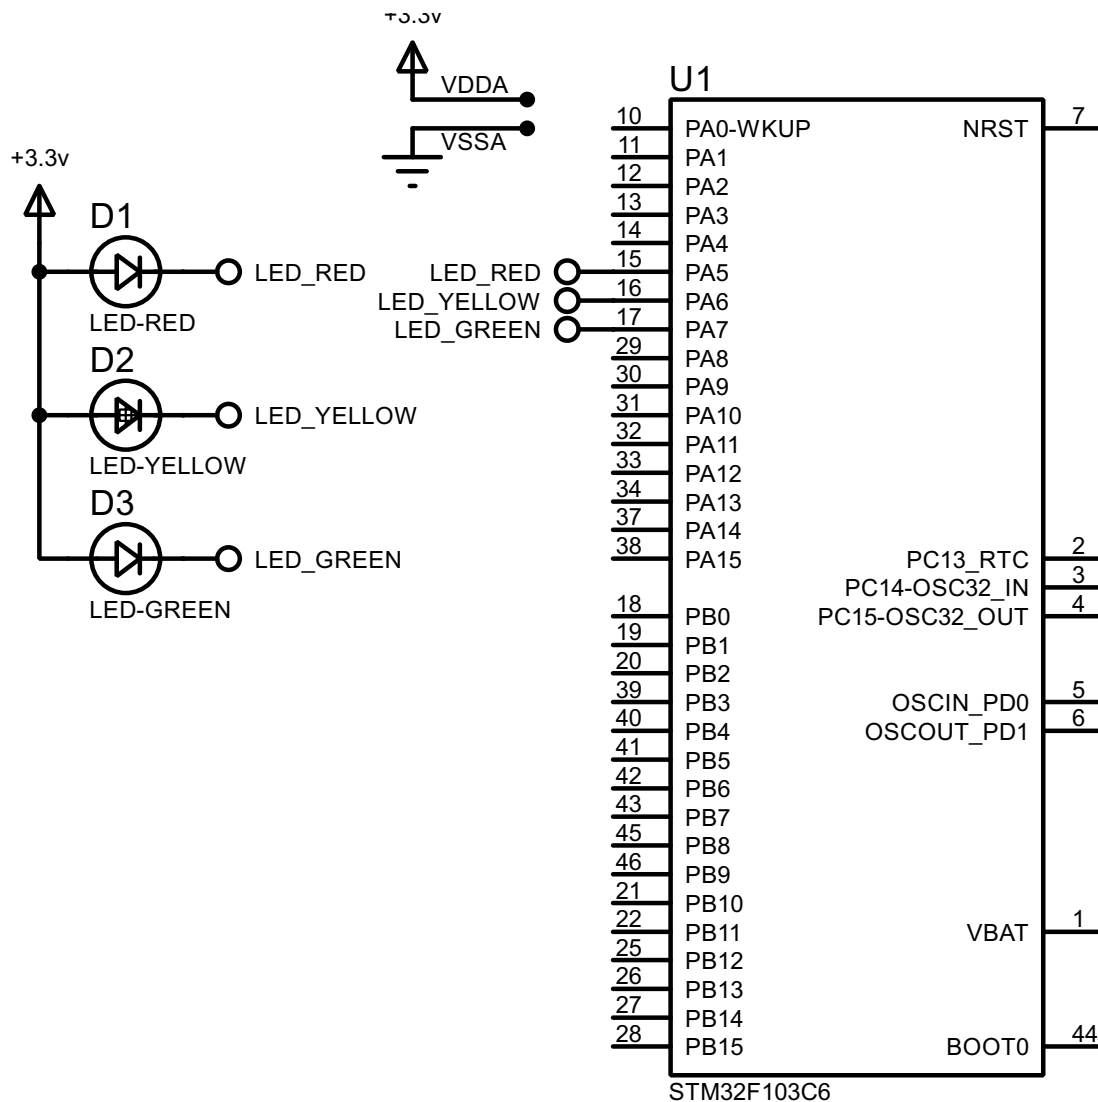 +3.3v
VDDA
VSSA
+3.3v
D1
LED_RED
LED-RED
D2
LED_YELLOW
LED-YELLOW
D3
LED_GREEN
LED-GREEN
LED_RED
LED_YELLOW
LED_GREEN
U1
10 PA0-WKUP NRST 7
11 PA1
12 PA2
13 PA3
14 PA4
15 PA5
16 PA6
17 PA7
29 PA8
30 PA9
31 PA10
32 PA11
33 PA12
34 PA13
37 PA14
38 PA15 PC13_RTC 2
PC14-OSC32_IN 3
18 PB0 PC15-OSC32_OUT 4
19 PB1
20 PB2
39 PB3 OSCIN_PD0 5
40 PB4 OSCOUT_PD1 6
41 PB5
42 PB6
43 PB7
45 PB8
46 PB9
21 PB10
22 PB11 VBAT 1
25 PB12
26 PB13
27 PB14
28 PB15 BOOT0 44
STM32F103C6